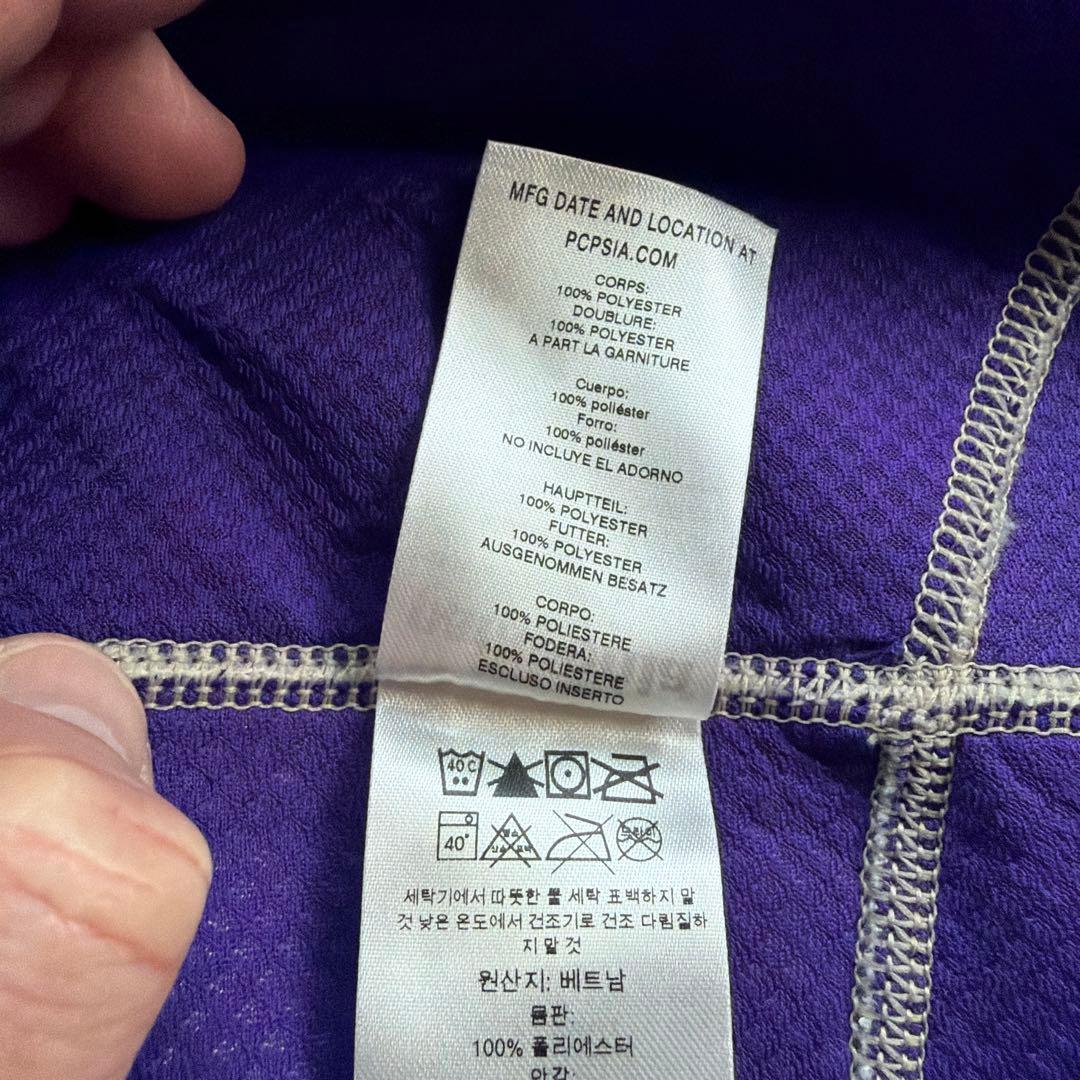 MFG DATE AND LOCATION AT
PCPSIA.COM
CORPS:
100% POLYESTER
DOUBLURE:
100% POLYESTER
A PART LA GARNITURE
Cuerpo:
100% poliéster
Forro:
100% poliéster
NO INCLUYE EL ADORNO
HAUPTTEIL:
100% POLYESTER
FUTTER:
100% POLYESTER
AUSGENOMMEN BESATZ
CORPO:
100% POLIESTERE
FODERA:
100% POLIESTERE
ESCLUSO INSERTO
40 C
40°
세탁기에서 따뜻한 물 세탁 표백하지 말
것 낮은 온도에서 건조기로 건조 다림질하
지 말 것
원산지: 베트남
몸판:
100% 폴리에스터
안감: